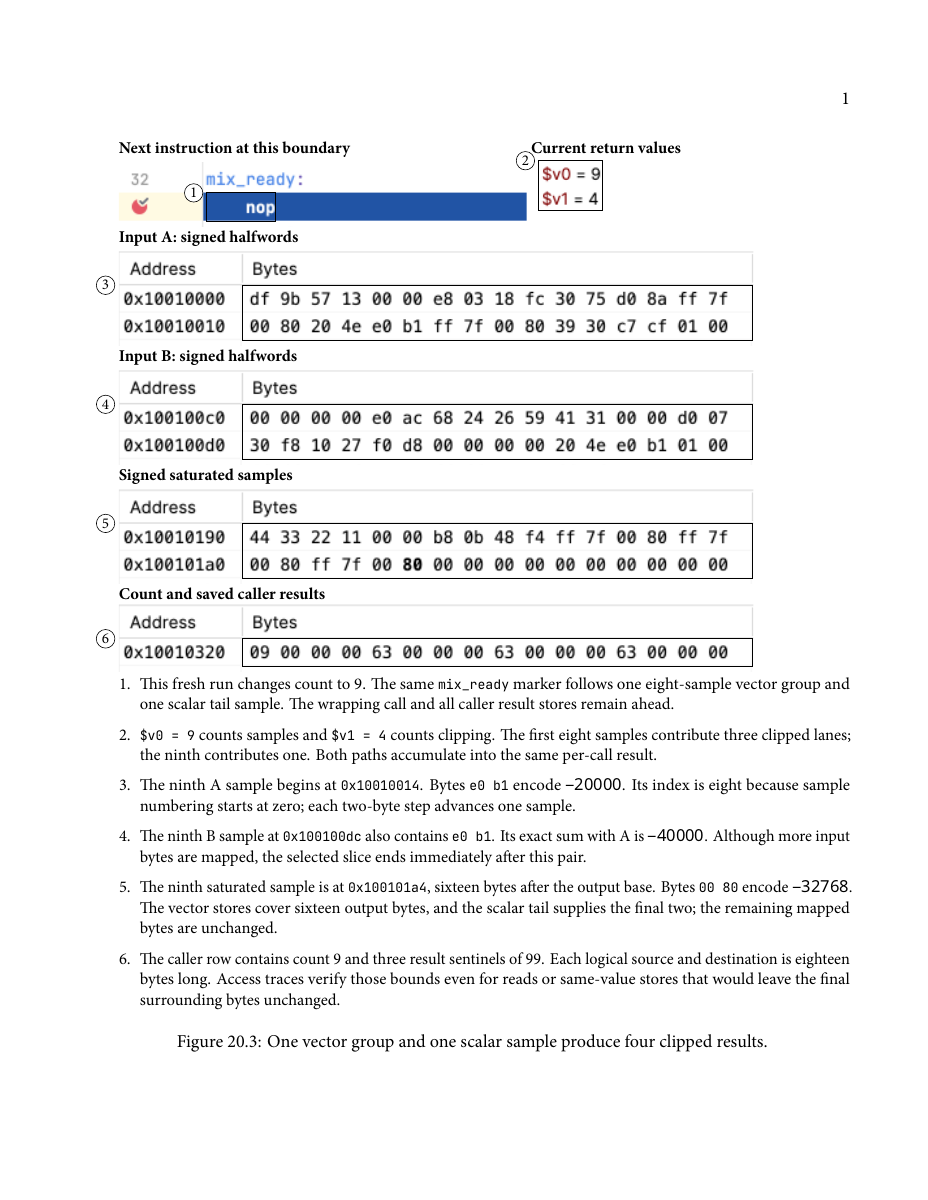 1
Next instruction at this boundary
Current return values
32 mix_ready:
1 nop
2 $v0 = 9
$v1 = 4
Input A: signed halfwords
Address Bytes
3 0x10010000 df 9b 57 13 00 00 e8 03 18 fc 30 75 d0 8a ff 7f
0x10010010 00 80 20 4e e0 b1 ff 7f 00 80 39 30 c7 cf 01 00
Input B: signed halfwords
Address Bytes
4 0x100100c0 00 00 00 00 e0 ac 68 24 26 59 41 31 00 00 d0 07
0x100100d0 30 f8 10 27 f0 d8 00 00 00 00 20 4e e0 b1 01 00
Signed saturated samples
Address Bytes
5 0x10010190 44 33 22 11 00 00 b8 0b 48 f4 ff 7f 00 80 ff 7f
0x100101a0 00 80 ff 7f 00 80 00 00 00 00 00 00 00 00 00 00
Count and saved caller results
Address Bytes
6 0x10010320 09 00 00 00 63 00 00 00 63 00 00 00 63 00 00 00
1. This fresh run changes count to 9. The same mix_ready marker follows one eight-sample vector group and
one scalar tail sample. The wrapping call and all caller result stores remain ahead.
2. $v0 = 9 counts samples and $v1 = 4 counts clipping. The first eight samples contribute three clipped lanes;
the ninth contributes one. Both paths accumulate into the same per-call result.
3. The ninth A sample begins at 0x10010014. Bytes e0 b1 encode −20000. Its index is eight because sample
numbering starts at zero; each two-byte step advances one sample.
4. The ninth B sample at 0x100100dc also contains e0 b1. Its exact sum with A is −40000. Although more input
bytes are mapped, the selected slice ends immediately after this pair.
5. The ninth saturated sample is at 0x100101a4, sixteen bytes after the output base. Bytes 00 80 encode −32768.
The vector stores cover sixteen output bytes, and the scalar tail supplies the final two; the remaining mapped
bytes are unchanged.
6. The caller row contains count 9 and three result sentinels of 99. Each logical source and destination is eighteen
bytes long. Access traces verify those bounds even for reads or same-value stores that would leave the final
surrounding bytes unchanged.
Figure 20.3: One vector group and one scalar sample produce four clipped results.